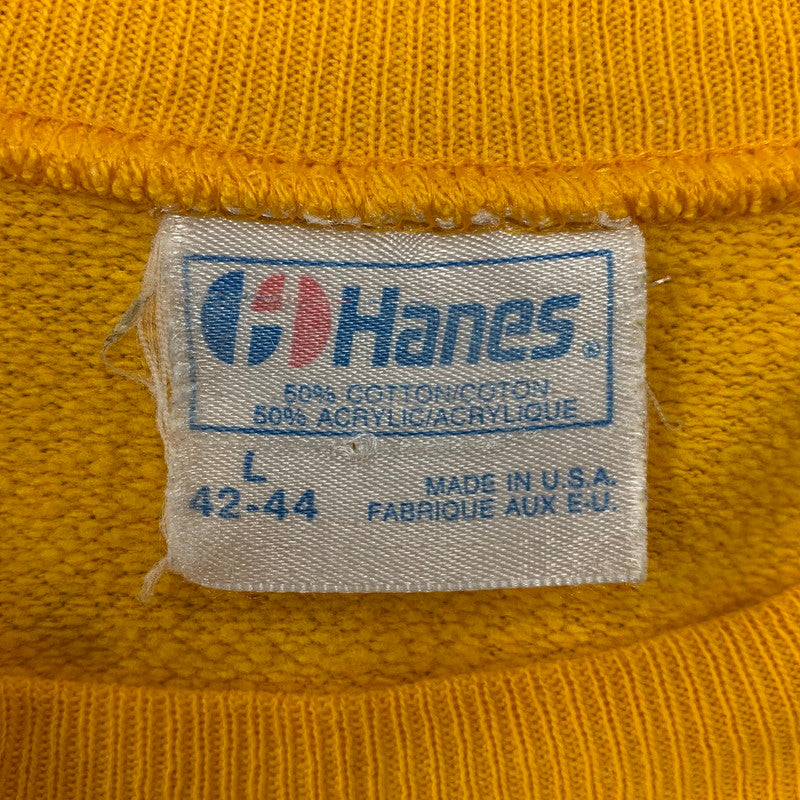 Hanes®
50% COTTON/COTON
50% ACRYLIC/ACRYLIQUE
L
42-44
MADE IN U.S.A.
FABRIQUE AUX E-U.